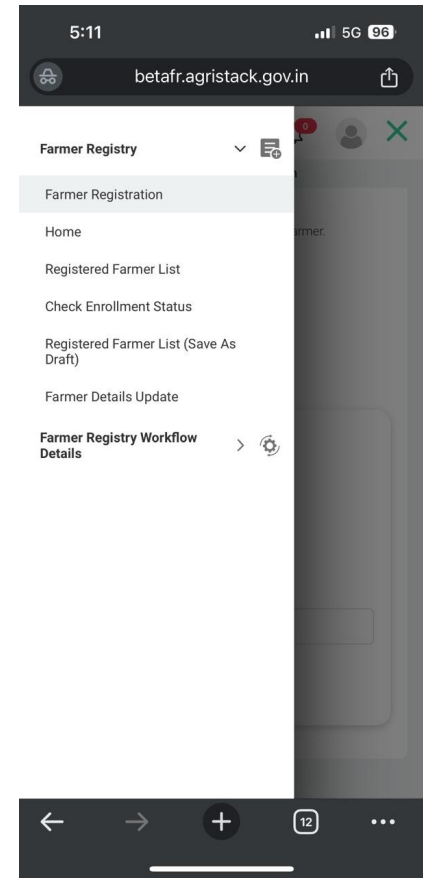 5:11
5G 96
betafr.agristack.gov.in
0
Farmer Registry
Farmer Registration
Home
armer.
Registered Farmer List
Check Enrollment Status
Registered Farmer List (Save As
Draft)
Farmer Details Update
Farmer Registry Workflow
Details
12